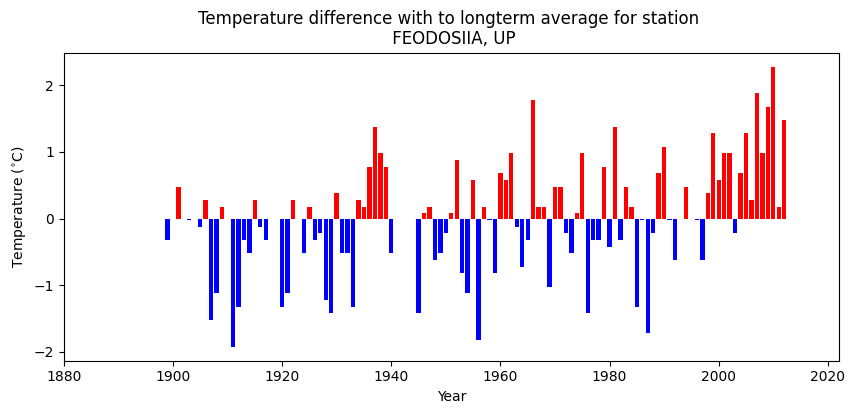 Temperature difference with to longterm average for station
FEODOSIIA, UP
Temperature (°C)
2
1
0
−1
−2
1880 1900 1920 1940 1960 1980 2000 2020
Year